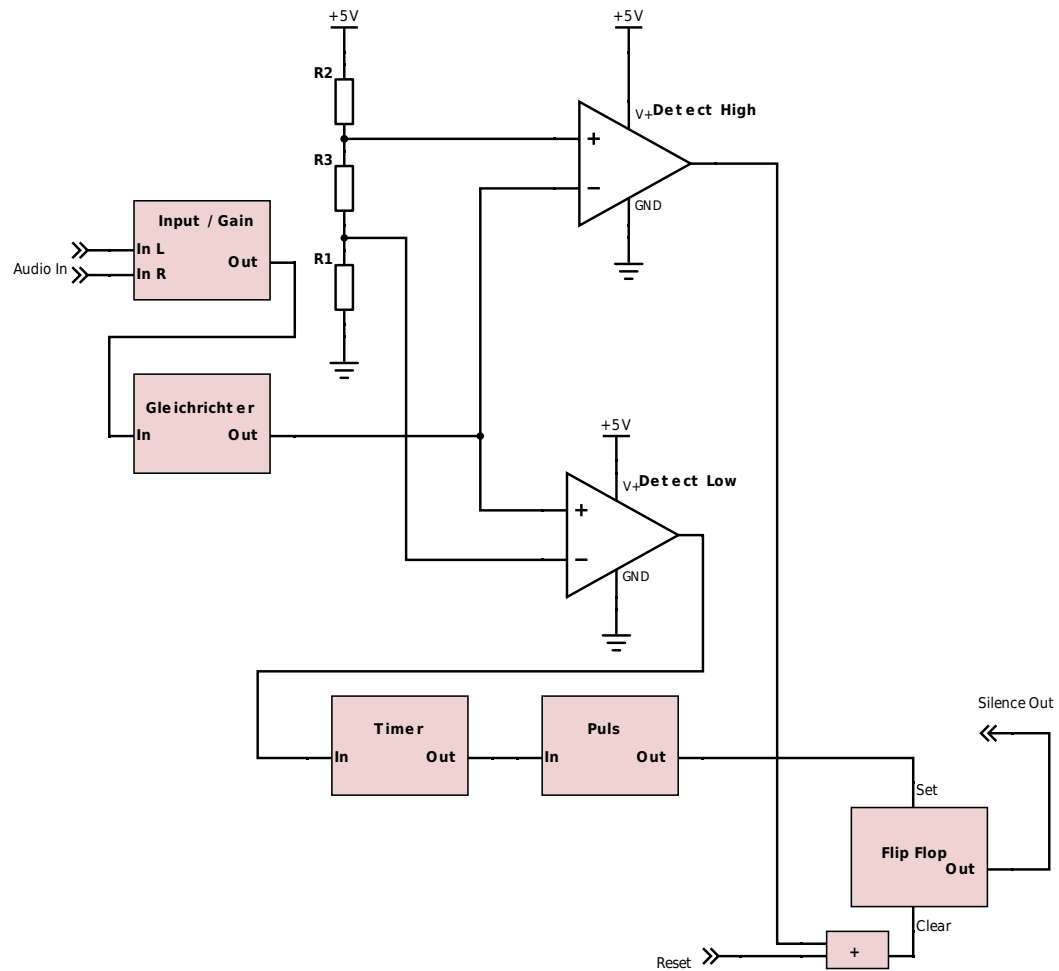 +5V
+5V
R2
V+
Detect High
+
R3
−
Input / Gain
GND
In L
Out
R1
Audio In
In R
Gleichrichter
In
Out
+5V
V+
Detect Low
+
−
GND
Silence Out
Timer
Puls
In
Out
In
Out
Set
Flip Flop
Out
Clear
+
Reset